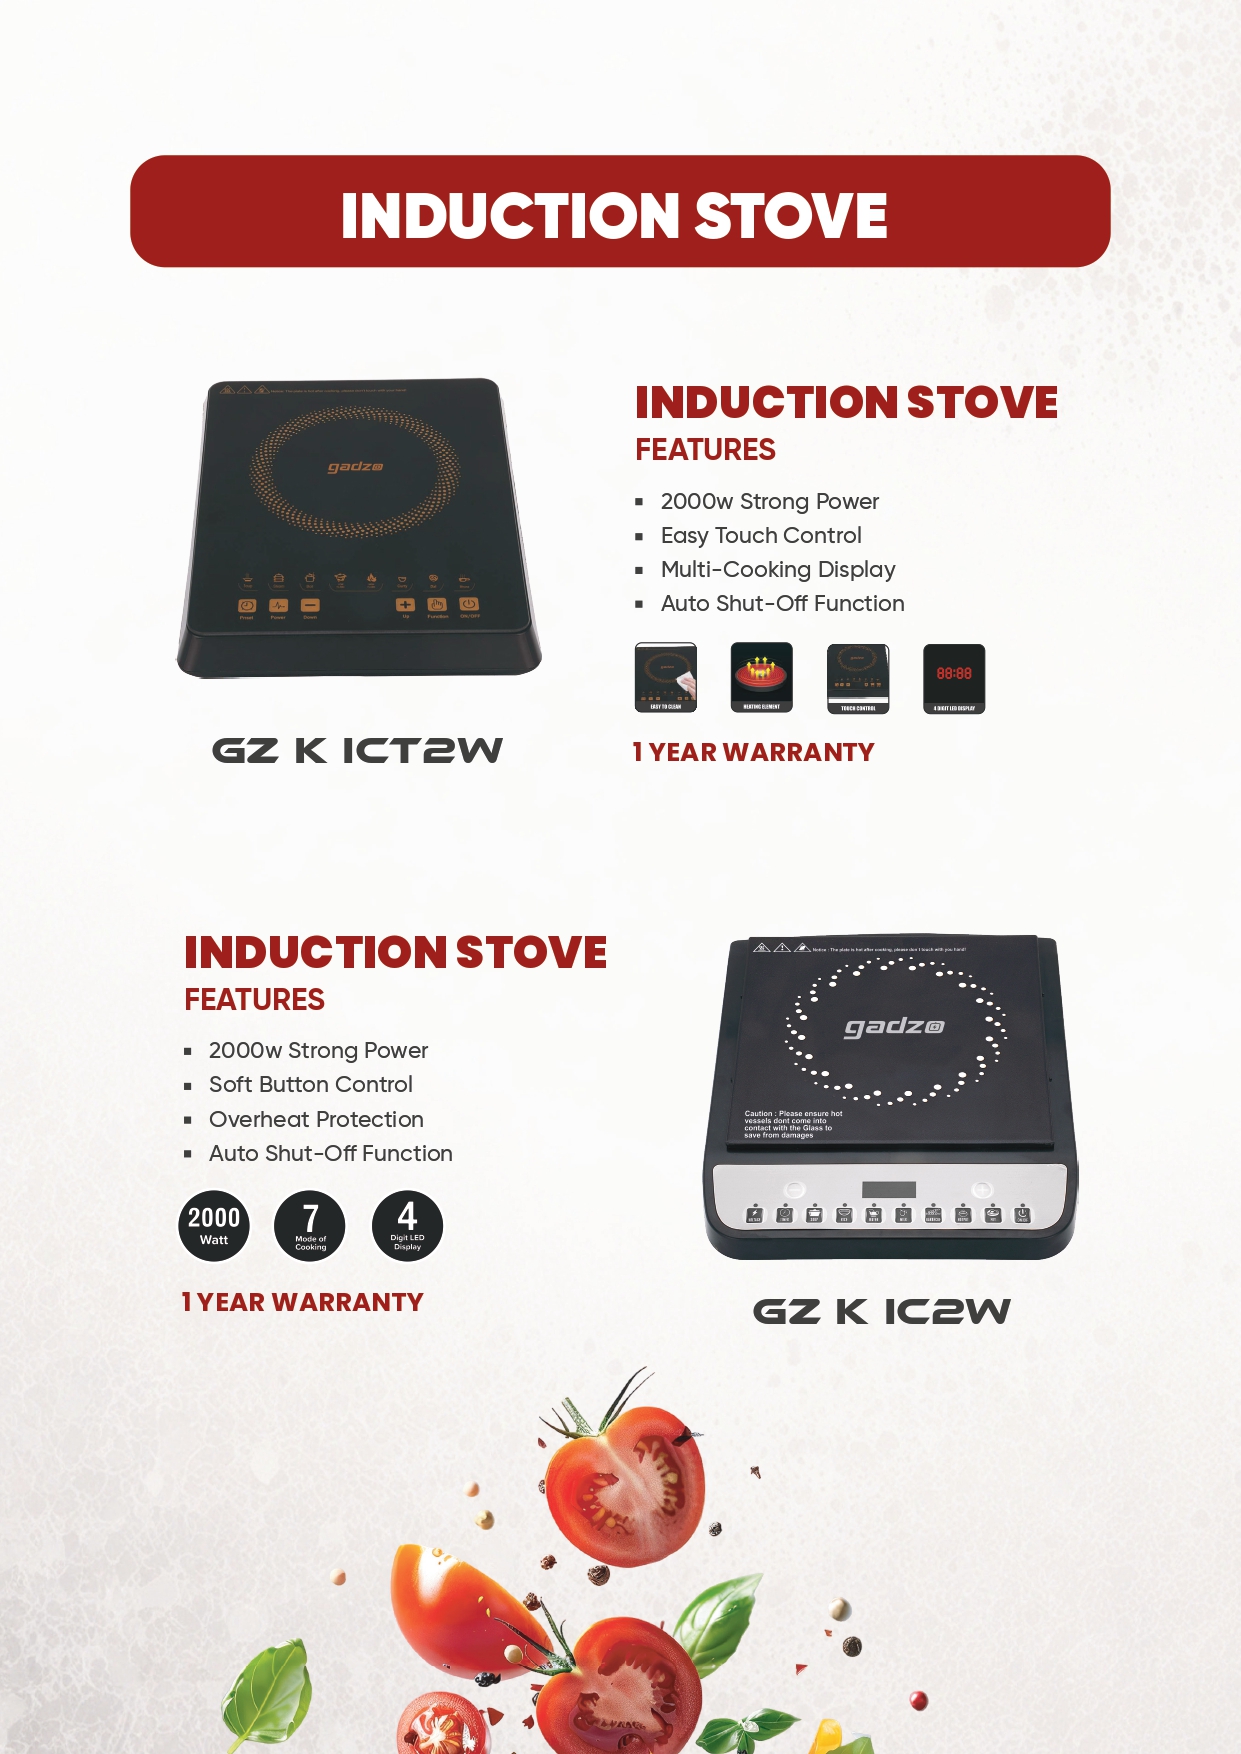 INDUCTION STOVE
gadzo
Preset
Power
Down
Up
Function
ON/OFF
GZ K ICT2W
INDUCTION STOVE
FEATURES
▪ 2000w Strong Power
▪ Easy Touch Control
▪ Multi-Cooking Display
▪ Auto Shut-Off Function
EASY TO CLEAN
HEATING ELEMENT
TOUCH CONTROL
88:88
4 DIGIT LED DISPLAY
1 YEAR WARRANTY
INDUCTION STOVE
FEATURES
▪ 2000w Strong Power
▪ Soft Button Control
▪ Overheat Protection
▪ Auto Shut-Off Function
2000
Watt
7
Mode of
Cooking
4
Digit LED
Display
1 YEAR WARRANTY
Notice : The plate is hot after cooking, please don't touch with you hand!
gadzo
Caution : Please ensure hot
vessels dont come into
contact with the Glass to
save from damages
GZ K IC2W